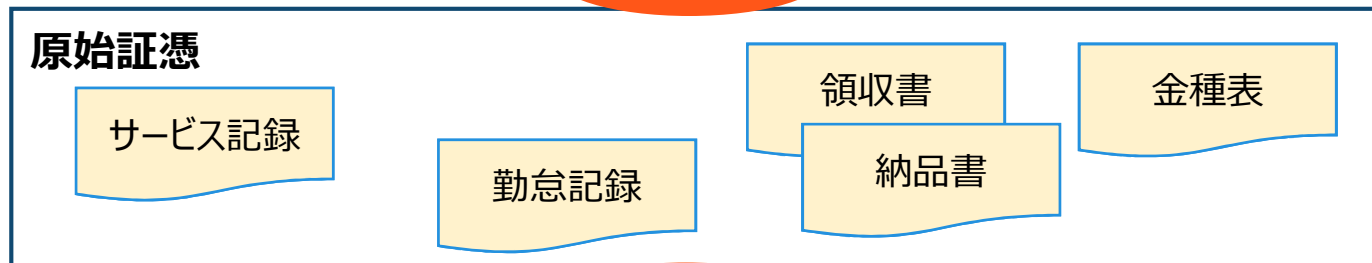 原始証憑
サービス記録
勤怠記録
領収書
納品書
金種表